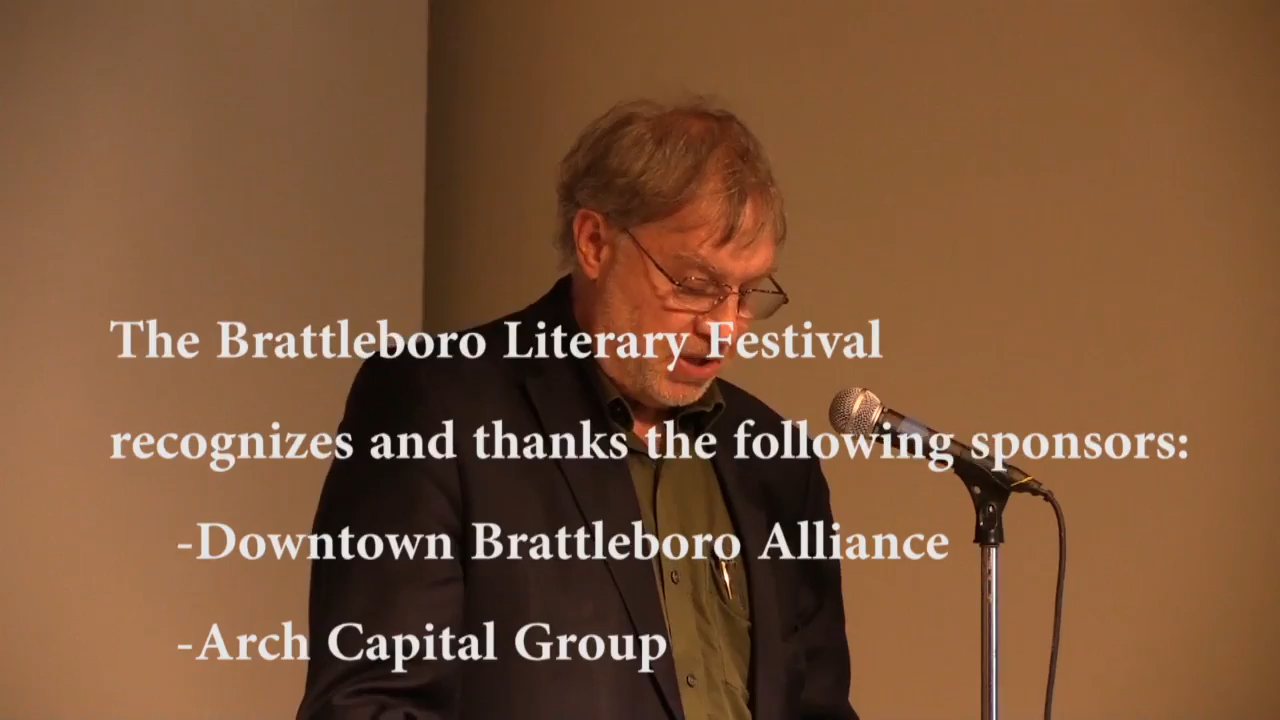 The Brattleboro Literary Festival
recognizes and thanks the following sponsors:
-Downtown Brattleboro Alliance
-Arch Capital Group